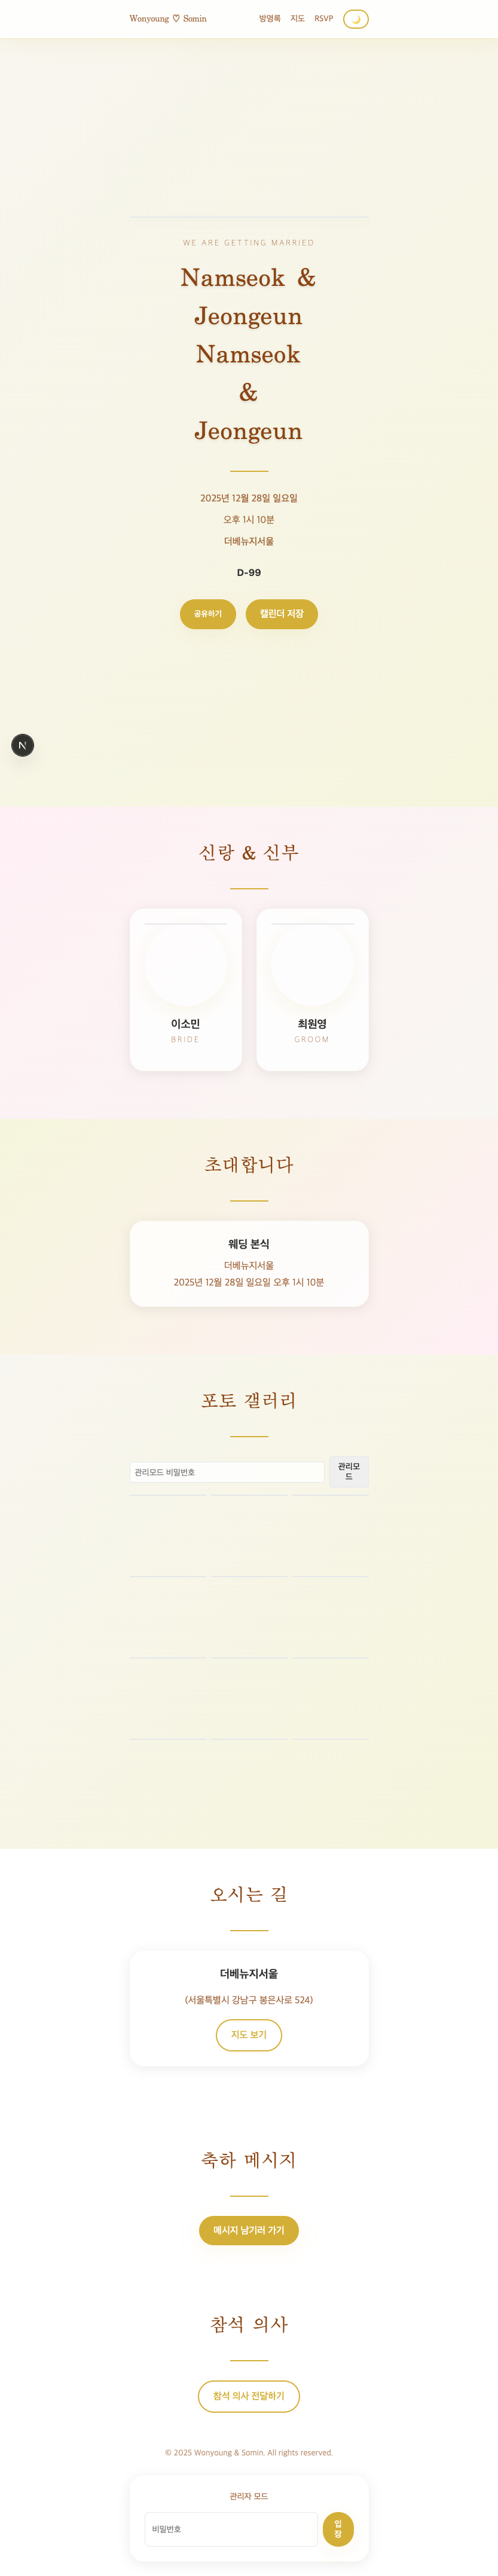 Wonyoung ♡ Somin 방명록 지도 RSVP 🌙
WE ARE GETTING MARRIED
Namseok &
Jeongeun
Namseok
&
Jeongeun
2025년 12월 28일 일요일
오후 1시 10분
더베뉴지서울
D-99
공유하기 캘린더 저장
N
신랑 & 신부
이소민 최원영
BRIDE GROOM
초대합니다
웨딩 본식
더베뉴지서울
2025년 12월 28일 일요일 오후 1시 10분
포토 갤러리
관리모드 비밀번호 관리모
드
오시는 길
더베뉴지서울
(서울특별시 강남구 봉은사로 524)
지도 보기
축하 메시지
메시지 남기러 가기
참석 의사
참석 의사 전달하기
© 2025 Wonyoung & Somin. All rights reserved.
관리자 모드
비밀번호 입
장